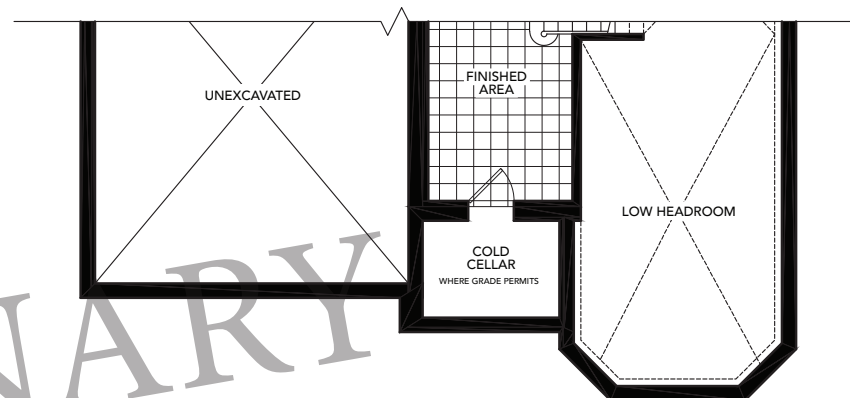 UNEXCAVATED
FINISHED
AREA
LOW HEADROOM
COLD
CELLAR
WHERE GRADE PERMITS
NARY